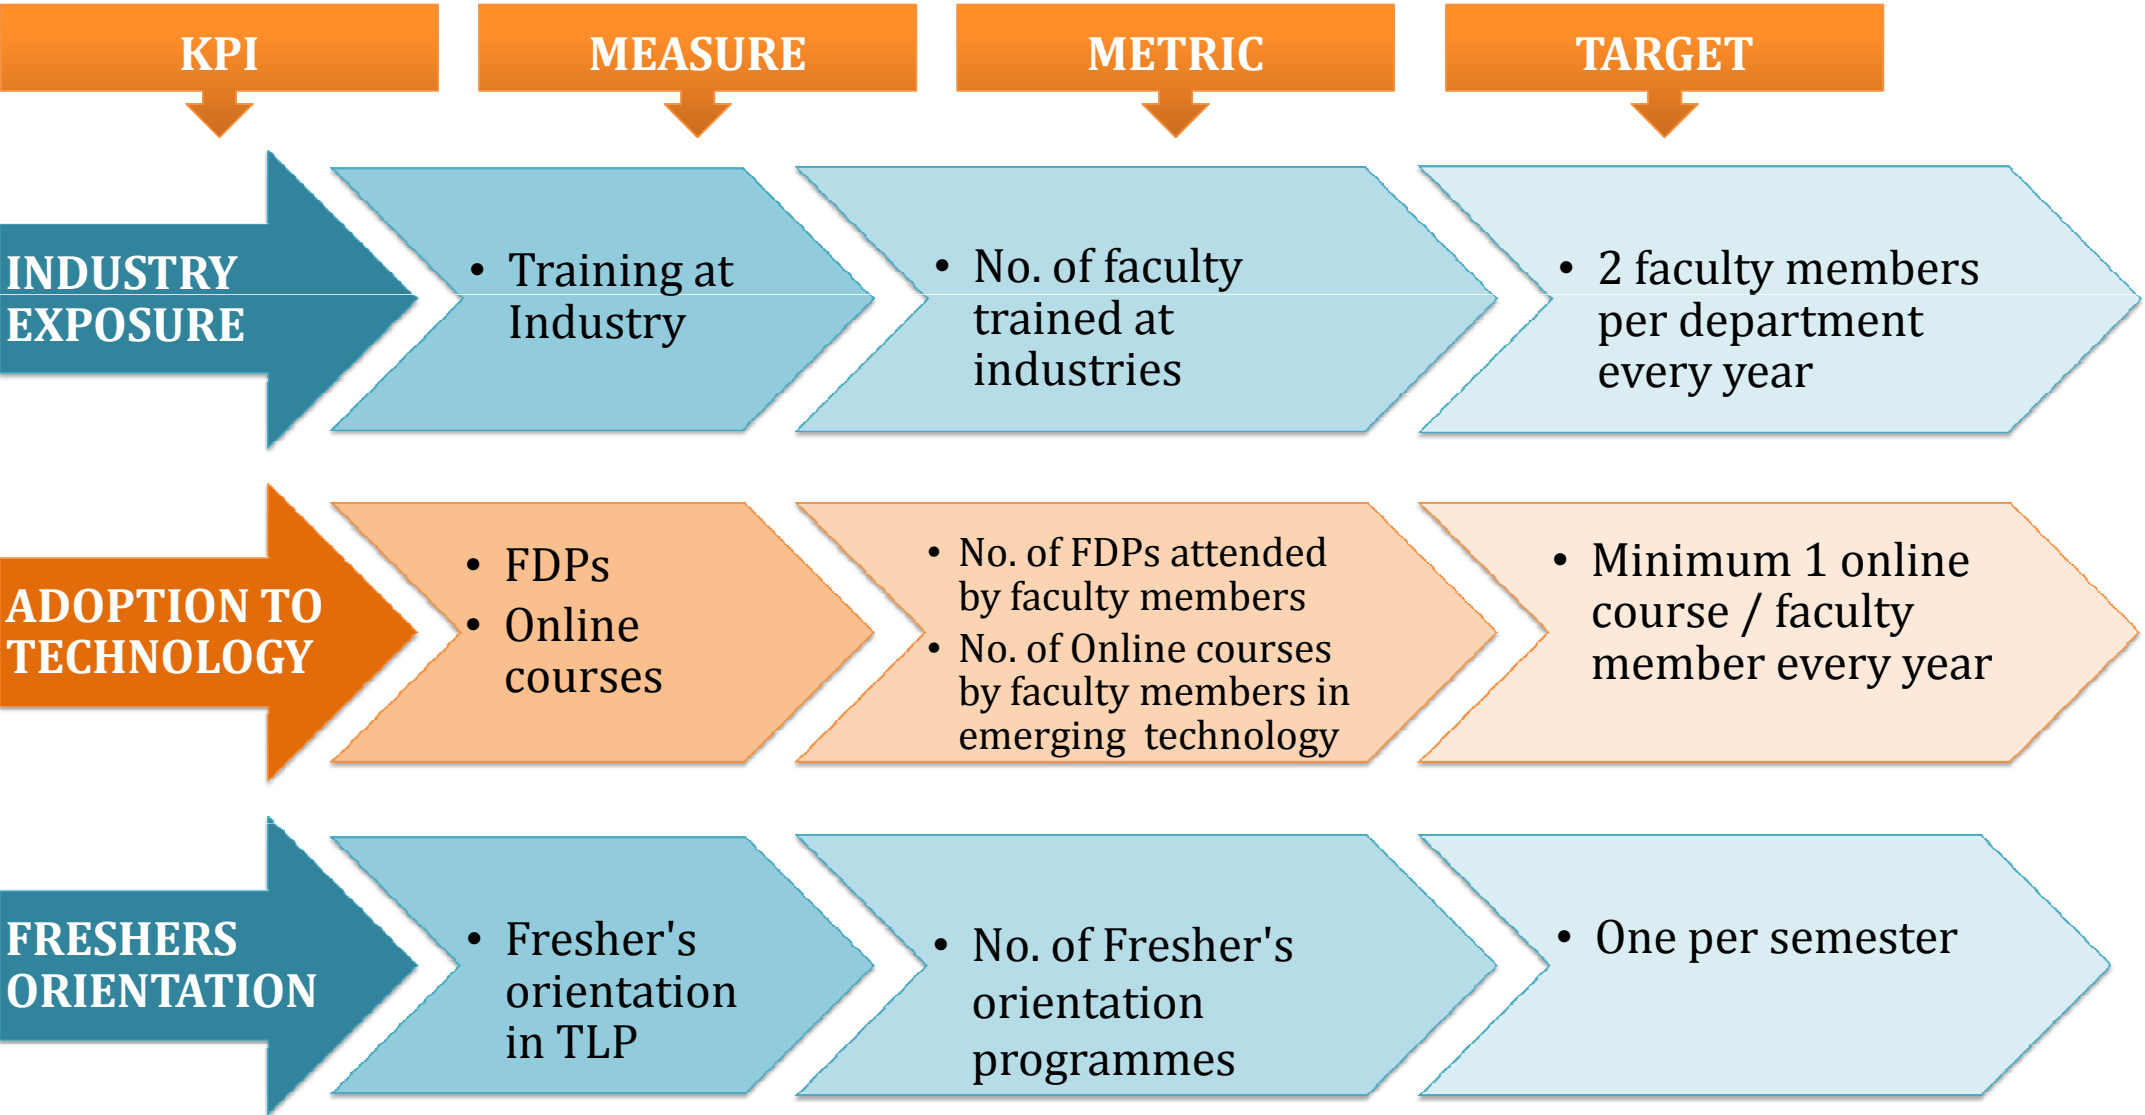 KPI
MEASURE
METRIC
TARGET
INDUSTRY
EXPOSURE
• Training at
Industry
• No. of faculty
trained at
industries
• 2 faculty members
per department
every year
ADOPTION TO
TECHNOLOGY
• FDPs
• Online
courses
• No. of FDPs attended
by faculty members
• No. of Online courses
by faculty members in
emerging technology
• Minimum 1 online
course / faculty
member every year
FRESHERS
ORIENTATION
• Fresher's
orientation
in TLP
• No. of Fresher's
orientation
programmes
• One per semester